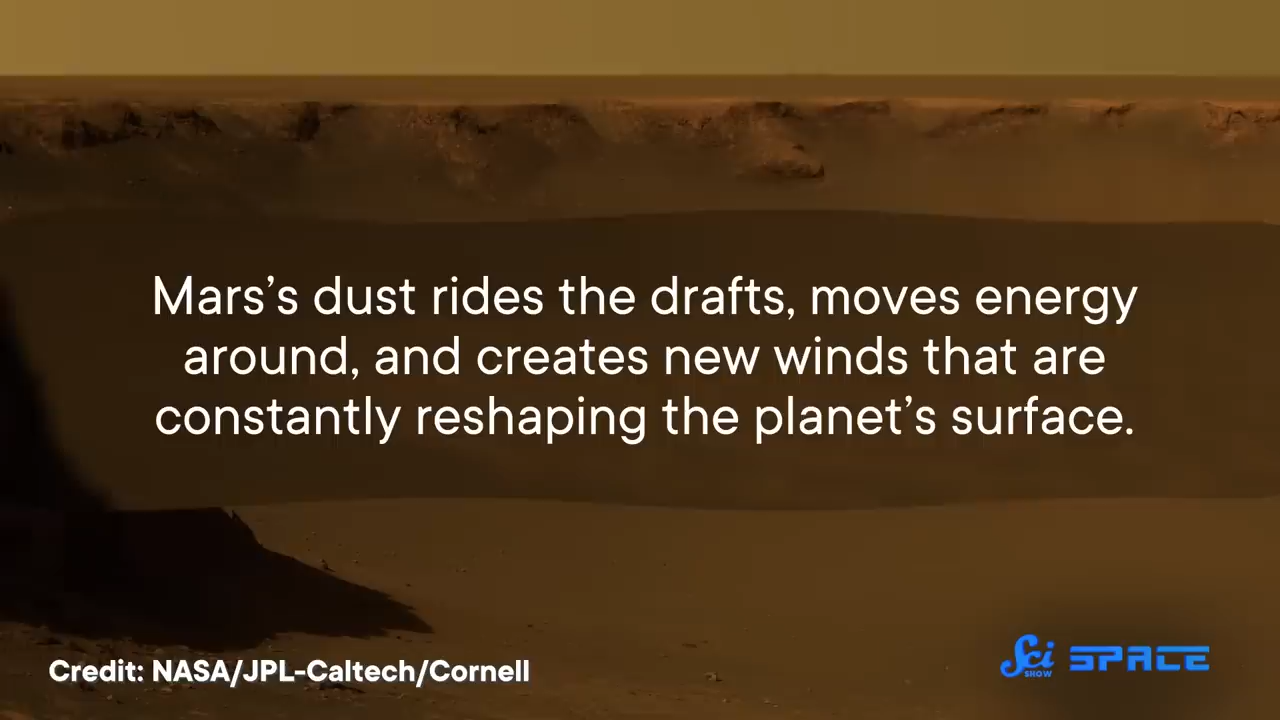 Mars’s dust rides the drafts, moves energy
around, and creates new winds that are
constantly reshaping the planet’s surface.
Credit: NASA/JPL-Caltech/Cornell
Sci SHOW SPACE